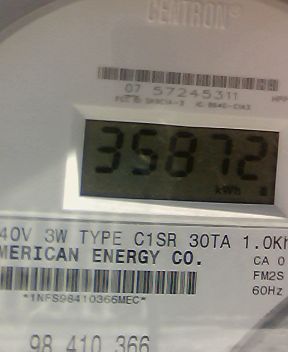 CENTRON®
07 57245311
35872
kWh
40V 3W TYPE C1SR 30TA 1.0Kh
MERICAN ENERGY CO.
CA 0
FM2S
60Hz
*1NFS98410366MEC*
98 410 366